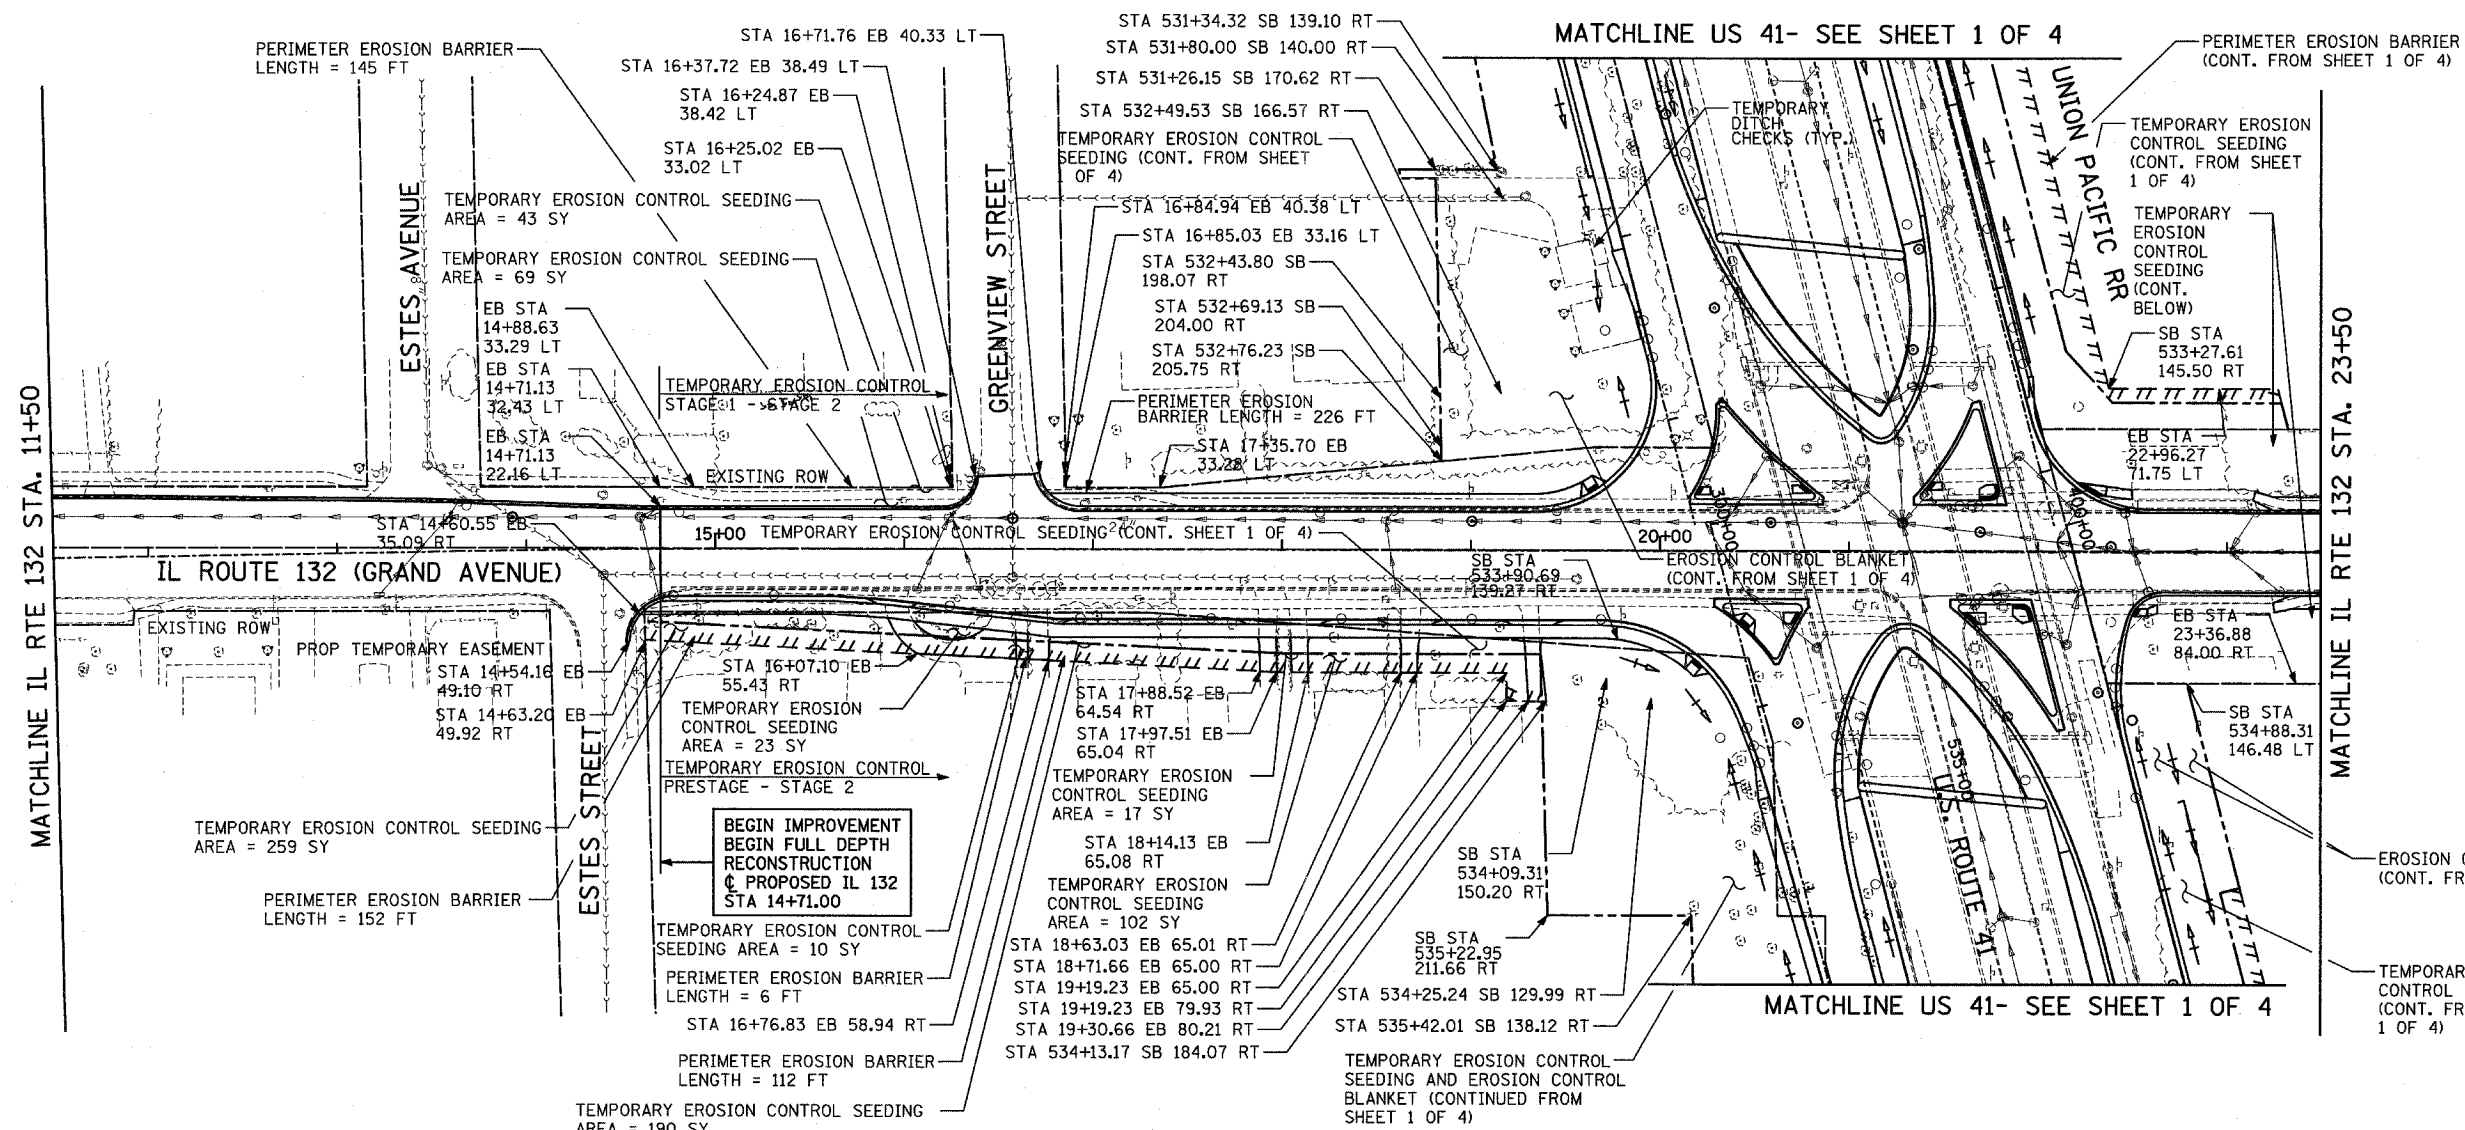 STA 16+71.76 EB 40.33 LT
PERIMETER EROSION BARRIER
LENGTH = 145 FT
STA 16+37.72 EB 38.49 LT
STA 16+24.87 EB
38.42 LT
STA 16+25.02 EB
33.02 LT
TEMPORARY EROSION CONTROL SEEDING
AREA = 43 SY
TEMPORARY EROSION CONTROL SEEDING
AREA = 69 SY
EB STA
14+88.63
33.29 LT
EB STA
14+71.13
32.43 LT
EB STA
14+71.13
22.16 LT
ESTES AVENUE
8"
GREENVIEW STREET
TEMPORARY EROSION CONTROL
STAGE 1 - STAGE 2
EXISTING ROW
STA 531+34.32 SB 139.10 RT
STA 531+80.00 SB 140.00 RT
STA 531+26.15 SB 170.62 RT
STA 532+49.53 SB 166.57 RT
TEMPORARY EROSION CONTROL
SEEDING (CONT. FROM SHEET
1 OF 4)
STA 16+84.94 EB 40.38 LT
STA 16+85.03 EB 33.16 LT
STA 532+43.80 SB
198.07 RT
STA 532+69.13 SB
204.00 RT
STA 532+76.23 SB
205.75 RT
PERIMETER EROSION
BARRIER LENGTH = 226 FT
STA 17+35.70 EB
33.28 LT
MATCHLINE US 41- SEE SHEET 1 OF 4
TEMPORARY
DITCH
CHECKS (TYP.)
UNION PACIFIC RR
PERIMETER EROSION BARRIER
(CONT. FROM SHEET 1 OF 4)
TEMPORARY EROSION
CONTROL SEEDING
(CONT. FROM SHEET
1 OF 4)
TEMPORARY
EROSION
CONTROL
SEEDING
(CONT.
BELOW)
SB STA
533+27.61
145.50 RT
EB STA
22+96.27
71.75 LT
MATCHLINE IL RTE 132 STA. 11+50
MATCHLINE IL RTE 132 STA. 23+50
STA 14+60.55 EB
35.09 RT
15+00
TEMPORARY EROSION CONTROL SEEDING (CONT. SHEET 1 OF 4)
24"
20+00
300+00
400+00
IL ROUTE 132 (GRAND AVENUE)
SB STA
533+90.69
139.27 RT
EROSION CONTROL BLANKET
(CONT. FROM SHEET 1 OF 4)
EXISTING ROW
PROP TEMPORARY EASEMENT
STA 14+54.16 EB
49.10 RT
STA 14+63.20 EB
49.92 RT
ESTES STREET
STA 16+07.10 EB
55.43 RT
TEMPORARY EROSION
CONTROL SEEDING
AREA = 23 SY
TEMPORARY EROSION CONTROL
PRESTAGE - STAGE 2
BEGIN IMPROVEMENT
BEGIN FULL DEPTH
RECONSTRUCTION
℄ PROPOSED IL 132
STA 14+71.00
TEMPORARY EROSION CONTROL SEEDING
AREA = 259 SY
PERIMETER EROSION BARRIER
LENGTH = 152 FT
TEMPORARY EROSION CONTROL
SEEDING AREA = 10 SY
PERIMETER EROSION BARRIER
LENGTH = 6 FT
STA 16+76.83 EB 58.94 RT
PERIMETER EROSION BARRIER
LENGTH = 112 FT
TEMPORARY EROSION CONTROL SEEDING
AREA = 190 SY
STA 17+88.52 EB
64.54 RT
STA 17+97.51 EB
65.04 RT
TEMPORARY EROSION
CONTROL SEEDING
AREA = 17 SY
STA 18+14.13 EB
65.08 RT
TEMPORARY EROSION
CONTROL SEEDING
AREA = 102 SY
STA 18+63.03 EB 65.01 RT
STA 18+71.66 EB 65.00 RT
STA 19+19.23 EB 65.00 RT
STA 19+19.23 EB 79.93 RT
STA 19+30.66 EB 80.21 RT
STA 534+13.17 SB 184.07 RT
SB STA
534+09.31
150.20 RT
SB STA
535+22.95
211.66 RT
STA 534+25.24 SB 129.99 RT
STA 535+42.01 SB 138.12 RT
TEMPORARY EROSION CONTROL
SEEDING AND EROSION CONTROL
BLANKET (CONTINUED FROM
SHEET 1 OF 4)
535+00
U.S. ROUTE 41
MATCHLINE US 41- SEE SHEET 1 OF 4
EB STA
23+36.88
84.00 RT
SB STA
534+88.31
146.48 LT
EROSION
(CONT. FR
TEMPORAR
CONTROL
(CONT. FR
1 OF 4)